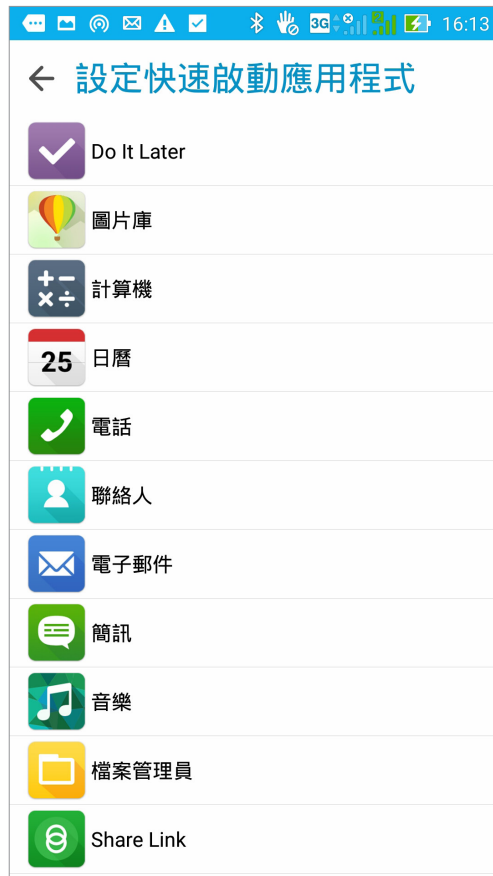 3G 16:13
設定快速啟動應用程式
Do It Later
圖片庫
計算機
25 日曆
電話
聯絡人
電子郵件
簡訊
音樂
檔案管理員
Share Link